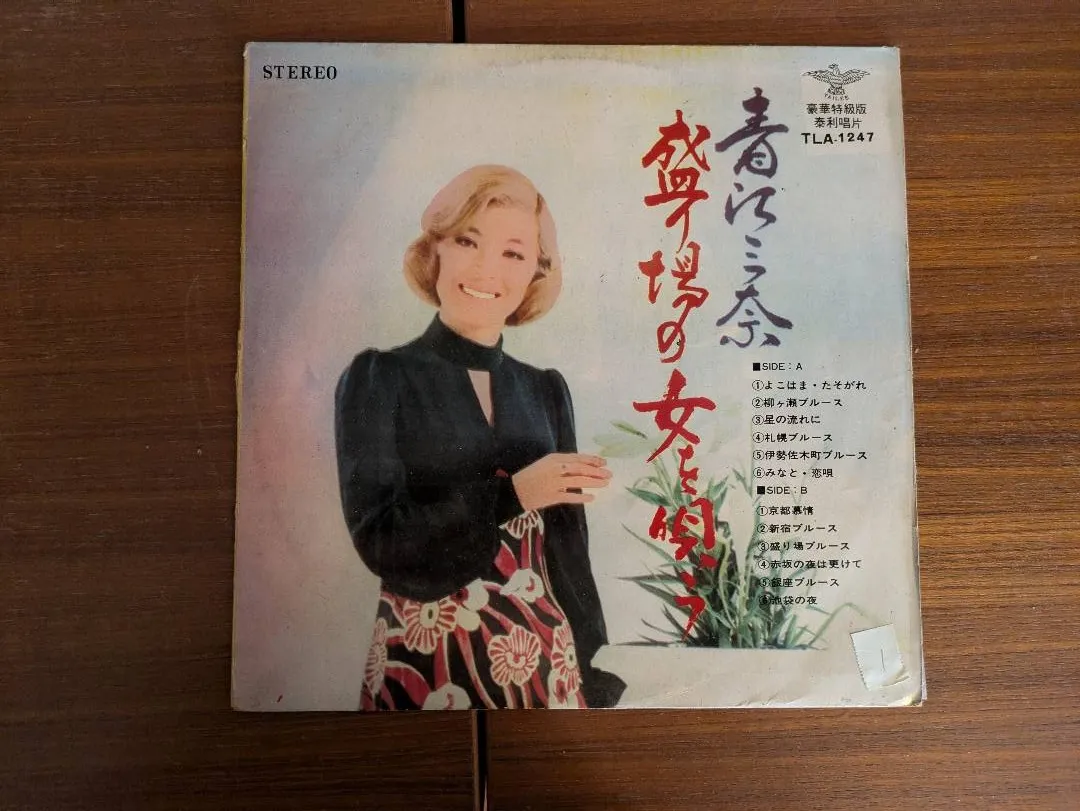 STEREO
TAILEE
豪華特級版
泰利唱片
TLA-1247
青江三奈
盛り場の女を唄う
■SIDE：A
①よこはま・たそがれ
②柳ヶ瀬ブルース
③星の流れに
④札幌ブルース
⑤伊勢佐木町ブルース
⑥みなと・恋唄
■SIDE：B
①京都慕情
②新宿ブルース
③盛り場ブルース
④赤坂の夜は更けて
⑤銀座ブルース
⑥池袋の夜